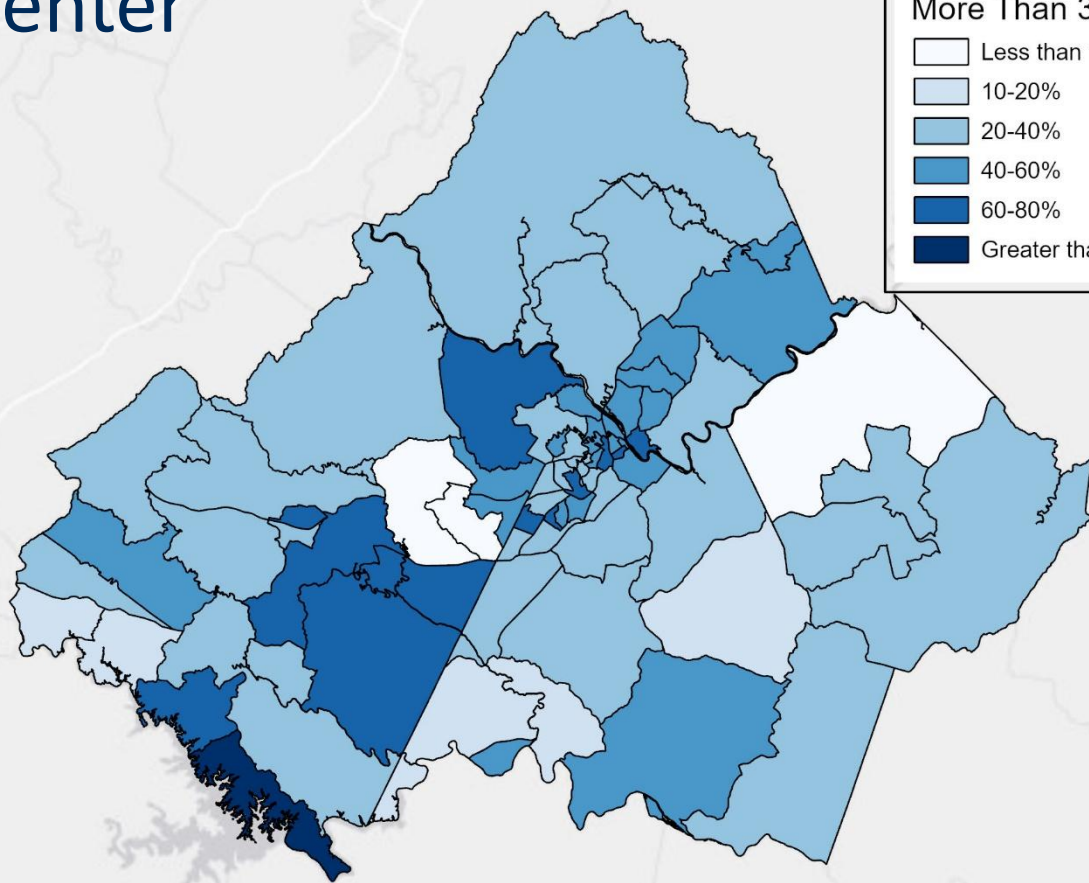 enter
More Than 3
Less than
10-20%
20-40%
40-60%
60-80%
Greater tha